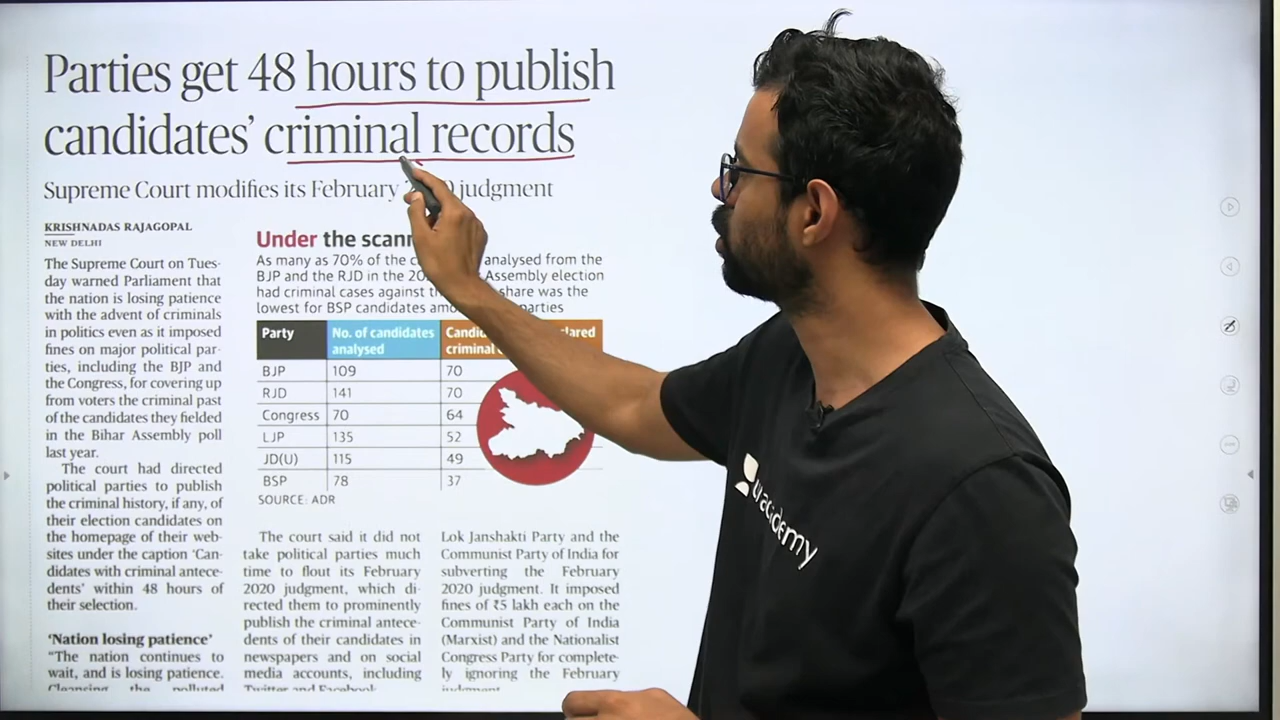 Parties get 48 hours to publish
candidates' criminal records
Supreme Court modifies its February judgment
KRISHNADAS RAJAGOPAL
NEW DELHI
The Supreme Court on Tues-
day warned Parliament that
the nation is losing patience
with the advent of criminals
in politics even as it imposed
fines on major political par-
ties, including the BJP and
the Congress, for covering up
from voters the criminal past
of the candidates they fielded
in the Bihar Assembly poll
last year.
The court had directed
political parties to publish
the criminal history, if any, of
their election candidates on
the homepage of their web-
sites under the caption 'Can-
didates with criminal antece-
dents' within 48 hours of
their selection.
'Nation losing patience'
"The nation continues to
wait, and is losing patience.
Cleansing the polluted
Under the scann
As many as 70% of the analysed from the
BJP and the RJD in the Assembly election
had criminal cases against share was the
lowest for BSP candidates parties
Party No. of candidates analysed criminal
BJP 109 70
RJD 141 70
Congress 70 64
LJP 135 52
JD(U) 115 49
BSP 78 37
SOURCE: ADR
The court said it did not
take political parties much
time to flout its February
2020 judgment, which di-
rected them to prominently
publish the criminal antece-
dents of their candidates in
newspapers and on social
media accounts, including
Twitter and Facebook.
Lok Janshakti Party and the
Communist Party of India for
subverting the February
2020 judgment. It imposed
fines of ₹5 lakh each on the
Communist Party of India
(Marxist) and the Nationalist
Congress Party for complete-
ly ignoring the February
judgment.
unacademy